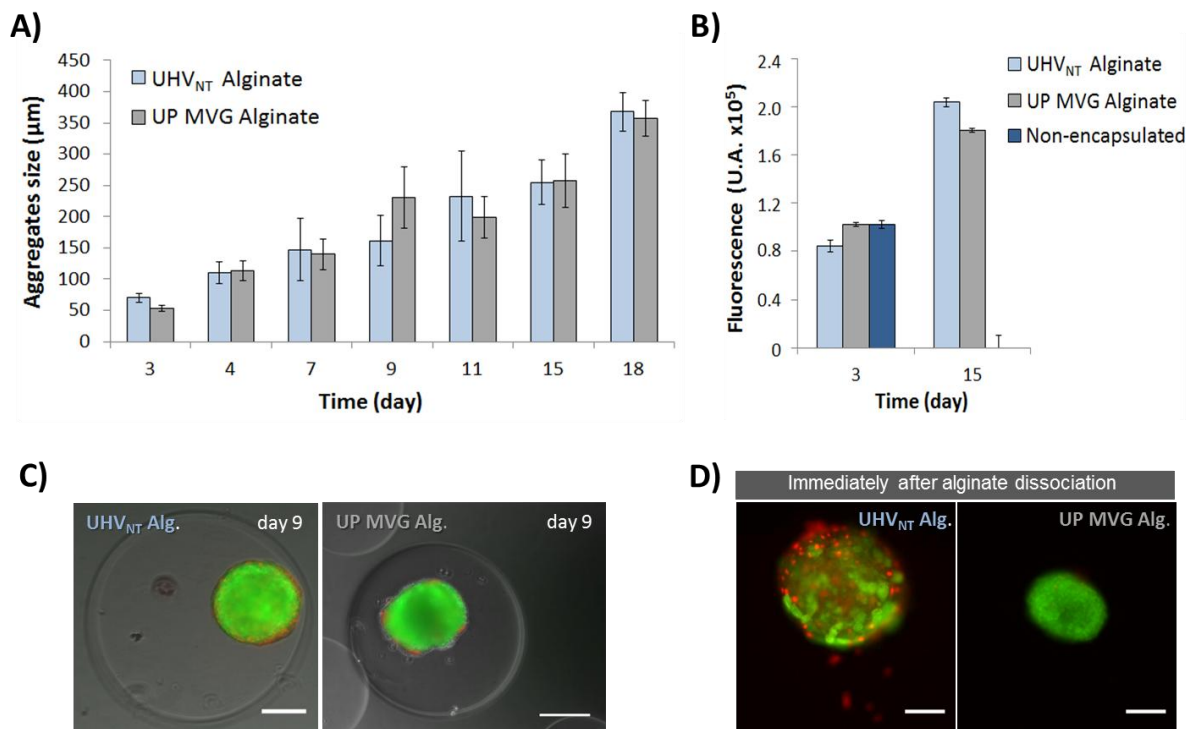 A)
Aggregates size (µm)
450
400
350
300
250
200
150
100
50
0
UHVNT Alginate
UP MVG Alginate
3 4 7 9 11 15 18
Time (day)
B)
Fluorescence (U.A. x10⁵)
2.4
2.0
1.6
1.2
0.8
0.4
0
UHVNT Alginate
UP MVG Alginate
Non-encapsulated
3 15
Time (day)
C)
UHVNT Alg. day 9
UP MVG Alg. day 9
D)
Immediately after alginate dissociation
UHVNT Alg.
UP MVG Alg.